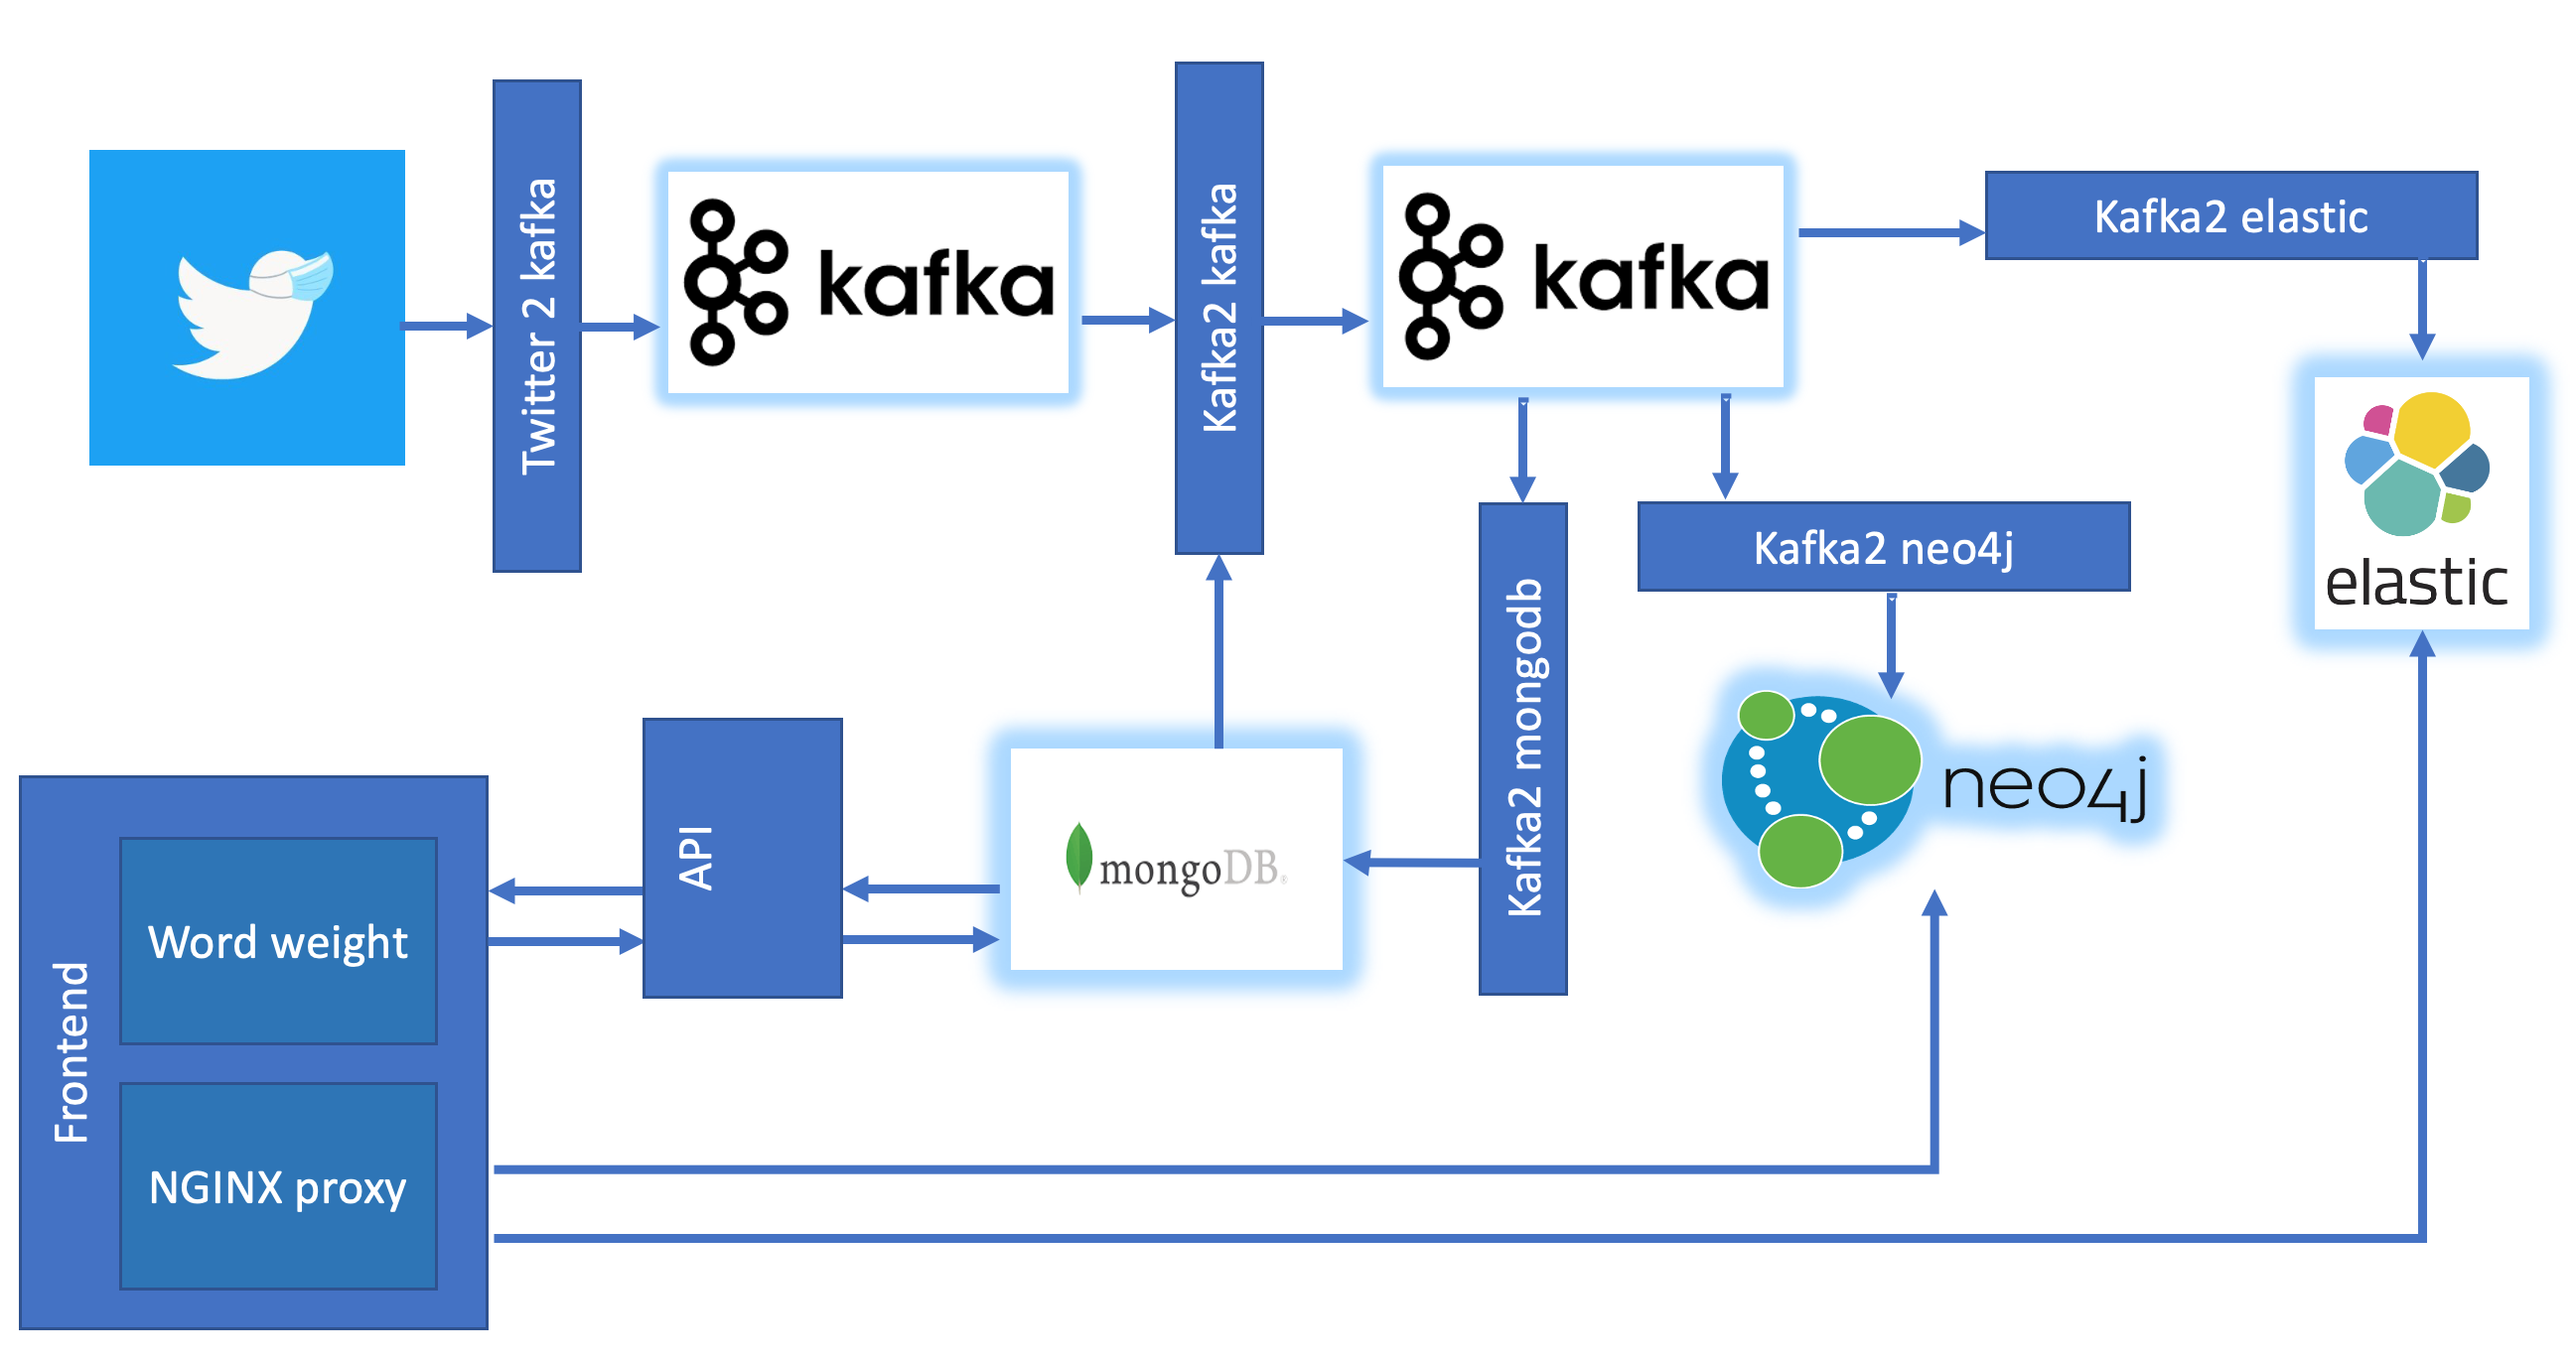 Twitter 2 kafka
kafka
Kafka2 kafka
kafka
Kafka2 elastic
elastic
Kafka2 neo4j
neo4j
Kafka2 mongodb
mongoDB®
API
Frontend
Word weight
NGINX proxy